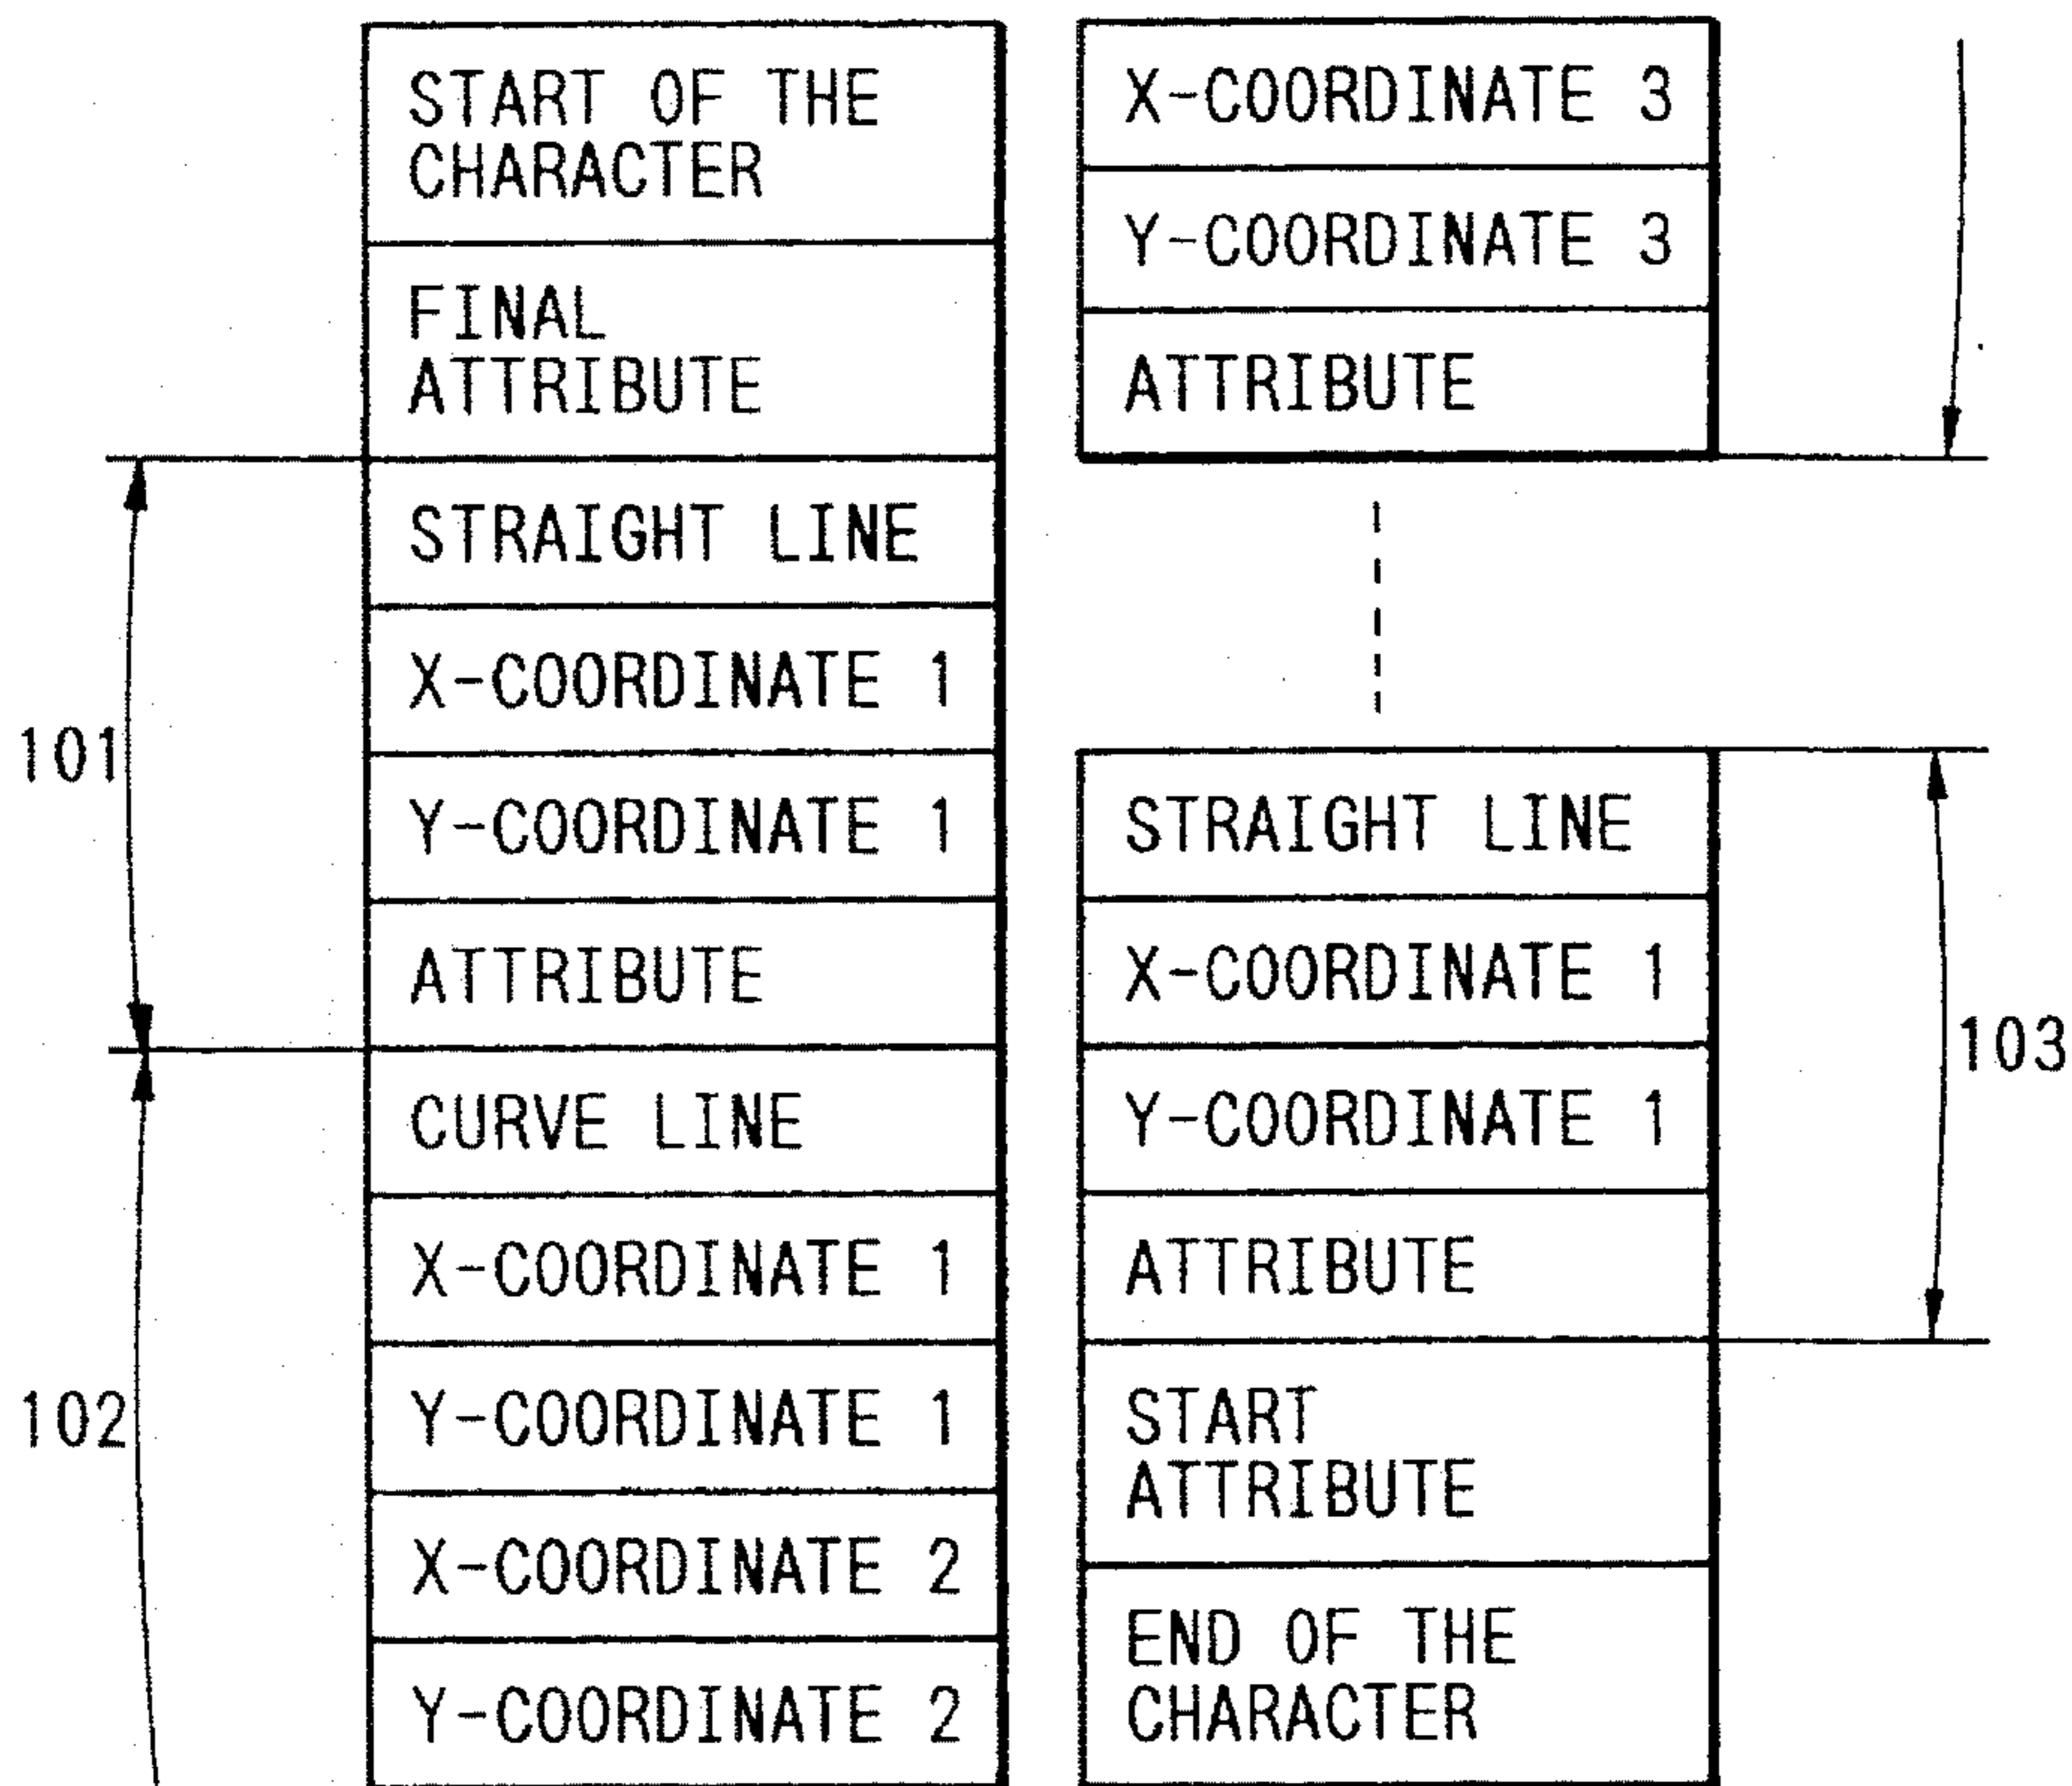 START OF THE
CHARACTER
FINAL
ATTRIBUTE
STRAIGHT LINE
X-COORDINATE 1
Y-COORDINATE 1
ATTRIBUTE
CURVE LINE
X-COORDINATE 1
Y-COORDINATE 1
X-COORDINATE 2
Y-COORDINATE 2
101
102
X-COORDINATE 3
Y-COORDINATE 3
ATTRIBUTE
STRAIGHT LINE
X-COORDINATE 1
Y-COORDINATE 1
ATTRIBUTE
START
ATTRIBUTE
END OF THE
CHARACTER
103